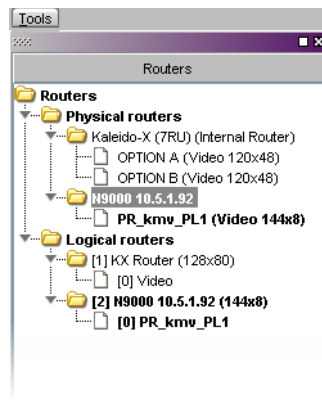 Tools
Routers
Routers
Physical routers
Kaleido-X (7RU) (Internal Router)
OPTION A (Video 120x48)
OPTION B (Video 120x48)
N9000 10.5.1.92
PR_kmv_PL1 (Video 144x8)
Logical routers
[1] KX Router (128x80)
[0] Video
[2] N9000 10.5.1.92 (144x8)
[0] PR_kmv_PL1